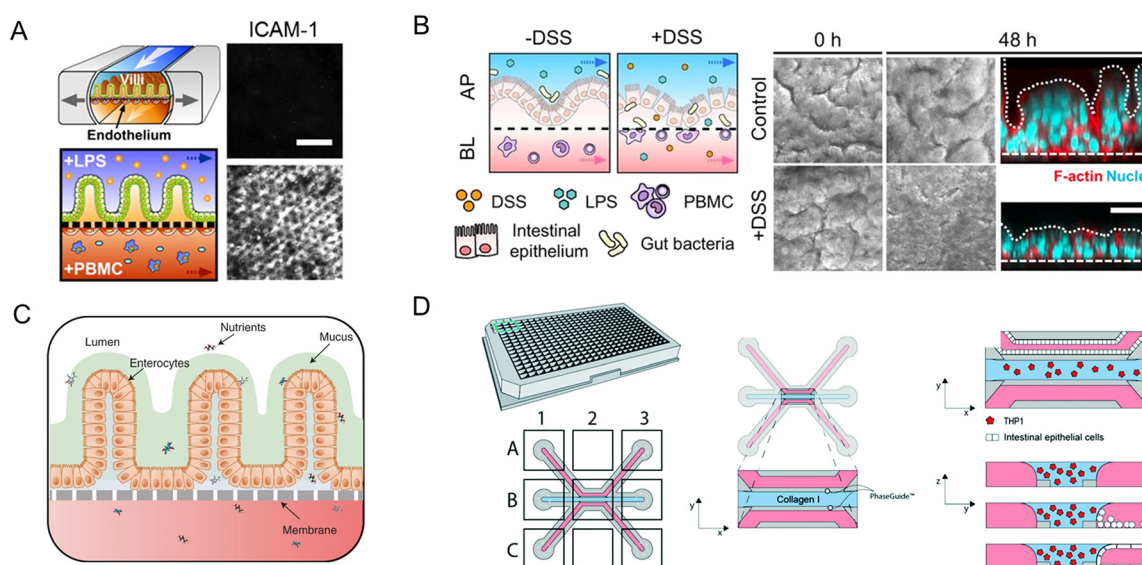 A
ICAM-1
Villi
Endothelium
+LPS
+PBMC
B
-DSS
+DSS
AP
BL
DSS
LPS
PBMC
Intestinal
epithelium
Gut bacteria
0 h
48 h
Control
+DSS
F-actin Nucle
C
Lumen
Nutrients
Mucus
Enterocytes
Membrane
D
1 2 3
A
B
C
y
x
Collagen I
PhaseGuide™
y
x
THP1
Intestinal epithelial cells
z
y